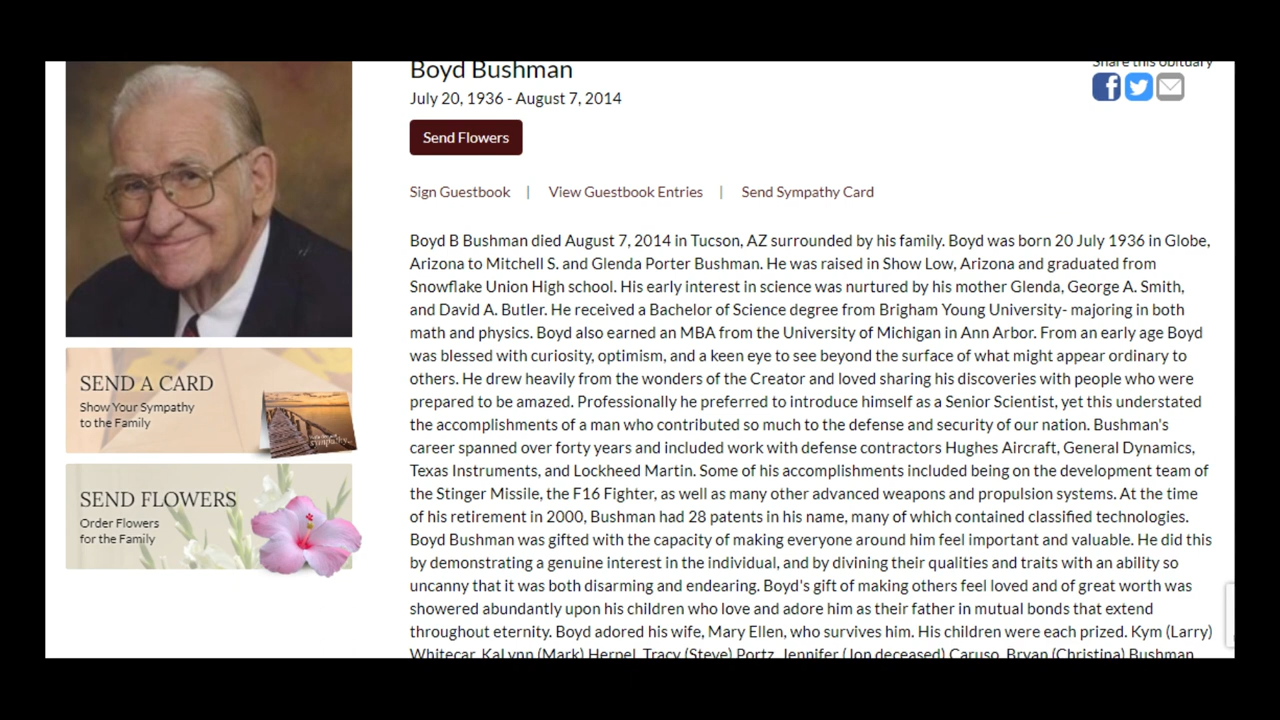 Boyd Bushman
Share this obituary
July 20, 1936 - August 7, 2014
Send Flowers
Sign Guestbook | View Guestbook Entries | Send Sympathy Card
Boyd B Bushman died August 7, 2014 in Tucson, AZ surrounded by his family. Boyd was born 20 July 1936 in Globe,
Arizona to Mitchell S. and Glenda Porter Bushman. He was raised in Show Low, Arizona and graduated from
Snowflake Union High school. His early interest in science was nurtured by his mother Glenda, George A. Smith,
and David A. Butler. He received a Bachelor of Science degree from Brigham Young University- majoring in both
math and physics. Boyd also earned an MBA from the University of Michigan in Ann Arbor. From an early age Boyd
was blessed with curiosity, optimism, and a keen eye to see beyond the surface of what might appear ordinary to
others. He drew heavily from the wonders of the Creator and loved sharing his discoveries with people who were
prepared to be amazed. Professionally he preferred to introduce himself as a Senior Scientist, yet this understated
the accomplishments of a man who contributed so much to the defense and security of our nation. Bushman's
career spanned over forty years and included work with defense contractors Hughes Aircraft, General Dynamics,
Texas Instruments, and Lockheed Martin. Some of his accomplishments included being on the development team of
the Stinger Missile, the F16 Fighter, as well as many other advanced weapons and propulsion systems. At the time
of his retirement in 2000, Bushman had 28 patents in his name, many of which contained classified technologies.
Boyd Bushman was gifted with the capacity of making everyone around him feel important and valuable. He did this
by demonstrating a genuine interest in the individual, and by divining their qualities and traits with an ability so
uncanny that it was both disarming and endearing. Boyd's gift of making others feel loved and of great worth was
showered abundantly upon his children who love and adore him as their father in mutual bonds that extend
throughout eternity. Boyd adored his wife, Mary Ellen, who survives him. His children were each prized. Kym (Larry)
Whitecar, KaLynn (Mark) Hernel, Tracy (Steve) Portz, Jennifer (Jon deceased) Caruso, Bryan (Christina) Bushman
SEND A CARD
Show Your Sympathy
to the Family
sympathy
SEND FLOWERS
Order Flowers
for the Family